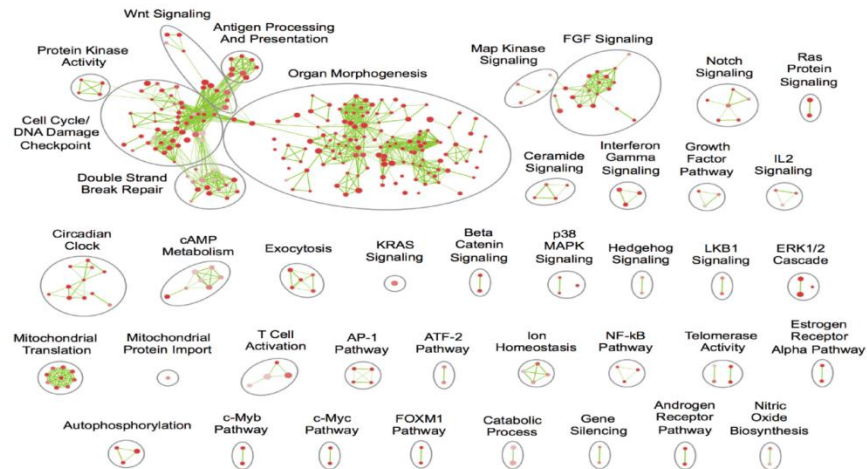 Wnt Signaling
Antigen Processing
And Presentation
Protein Kinase
Activity
Organ Morphogenesis
Cell Cycle/
DNA Damage
Checkpoint
Double Strand
Break Repair
Map Kinase
Signaling
FGF Signaling
Notch
Signaling
Ras
Protein
Signaling
Ceramide
Signaling
Interferon
Gamma
Signaling
Growth
Factor
Pathway
IL2
Signaling
Circadian
Clock
cAMP
Metabolism
Exocytosis
KRAS
Signaling
Beta
Catenin
Signaling
p38
MAPK
Signaling
Hedgehog
Signaling
LKB1
Signaling
ERK1/2
Cascade
Mitochondrial
Translation
Mitochondrial
Protein Import
T Cell
Activation
AP-1
Pathway
ATF-2
Pathway
Ion
Homeostasis
NF-kB
Pathway
Telomerase
Activity
Estrogen
Receptor
Alpha Pathway
Autophosphorylation
c-Myb
Pathway
c-Myc
Pathway
FOXM1
Pathway
Catabolic
Process
Gene
Silencing
Androgen
Receptor
Pathway
Nitric
Oxide
Biosynthesis